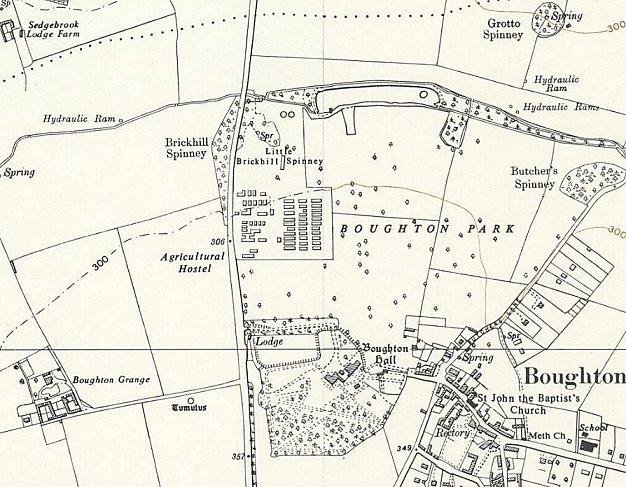 Sedgebrook
Lodge Farm
Spring
Grotto
Spinney
300
Hydraulic
Ram
Hydraulic Rams
Hydraulic Ram
Brickhill
Spinney
Spr
Little
Brickhill Spinney
Spring
Butcher's
Spinney
BOUGHTON PARK
300
306
Agricultural
Hostel
300
Lodge
Boughton
Hall
Spr
Spring
Boughton
Boughton Grange
Tumulus
St John the Baptist's
Church
Rectory
Meth Ch
School
349
357